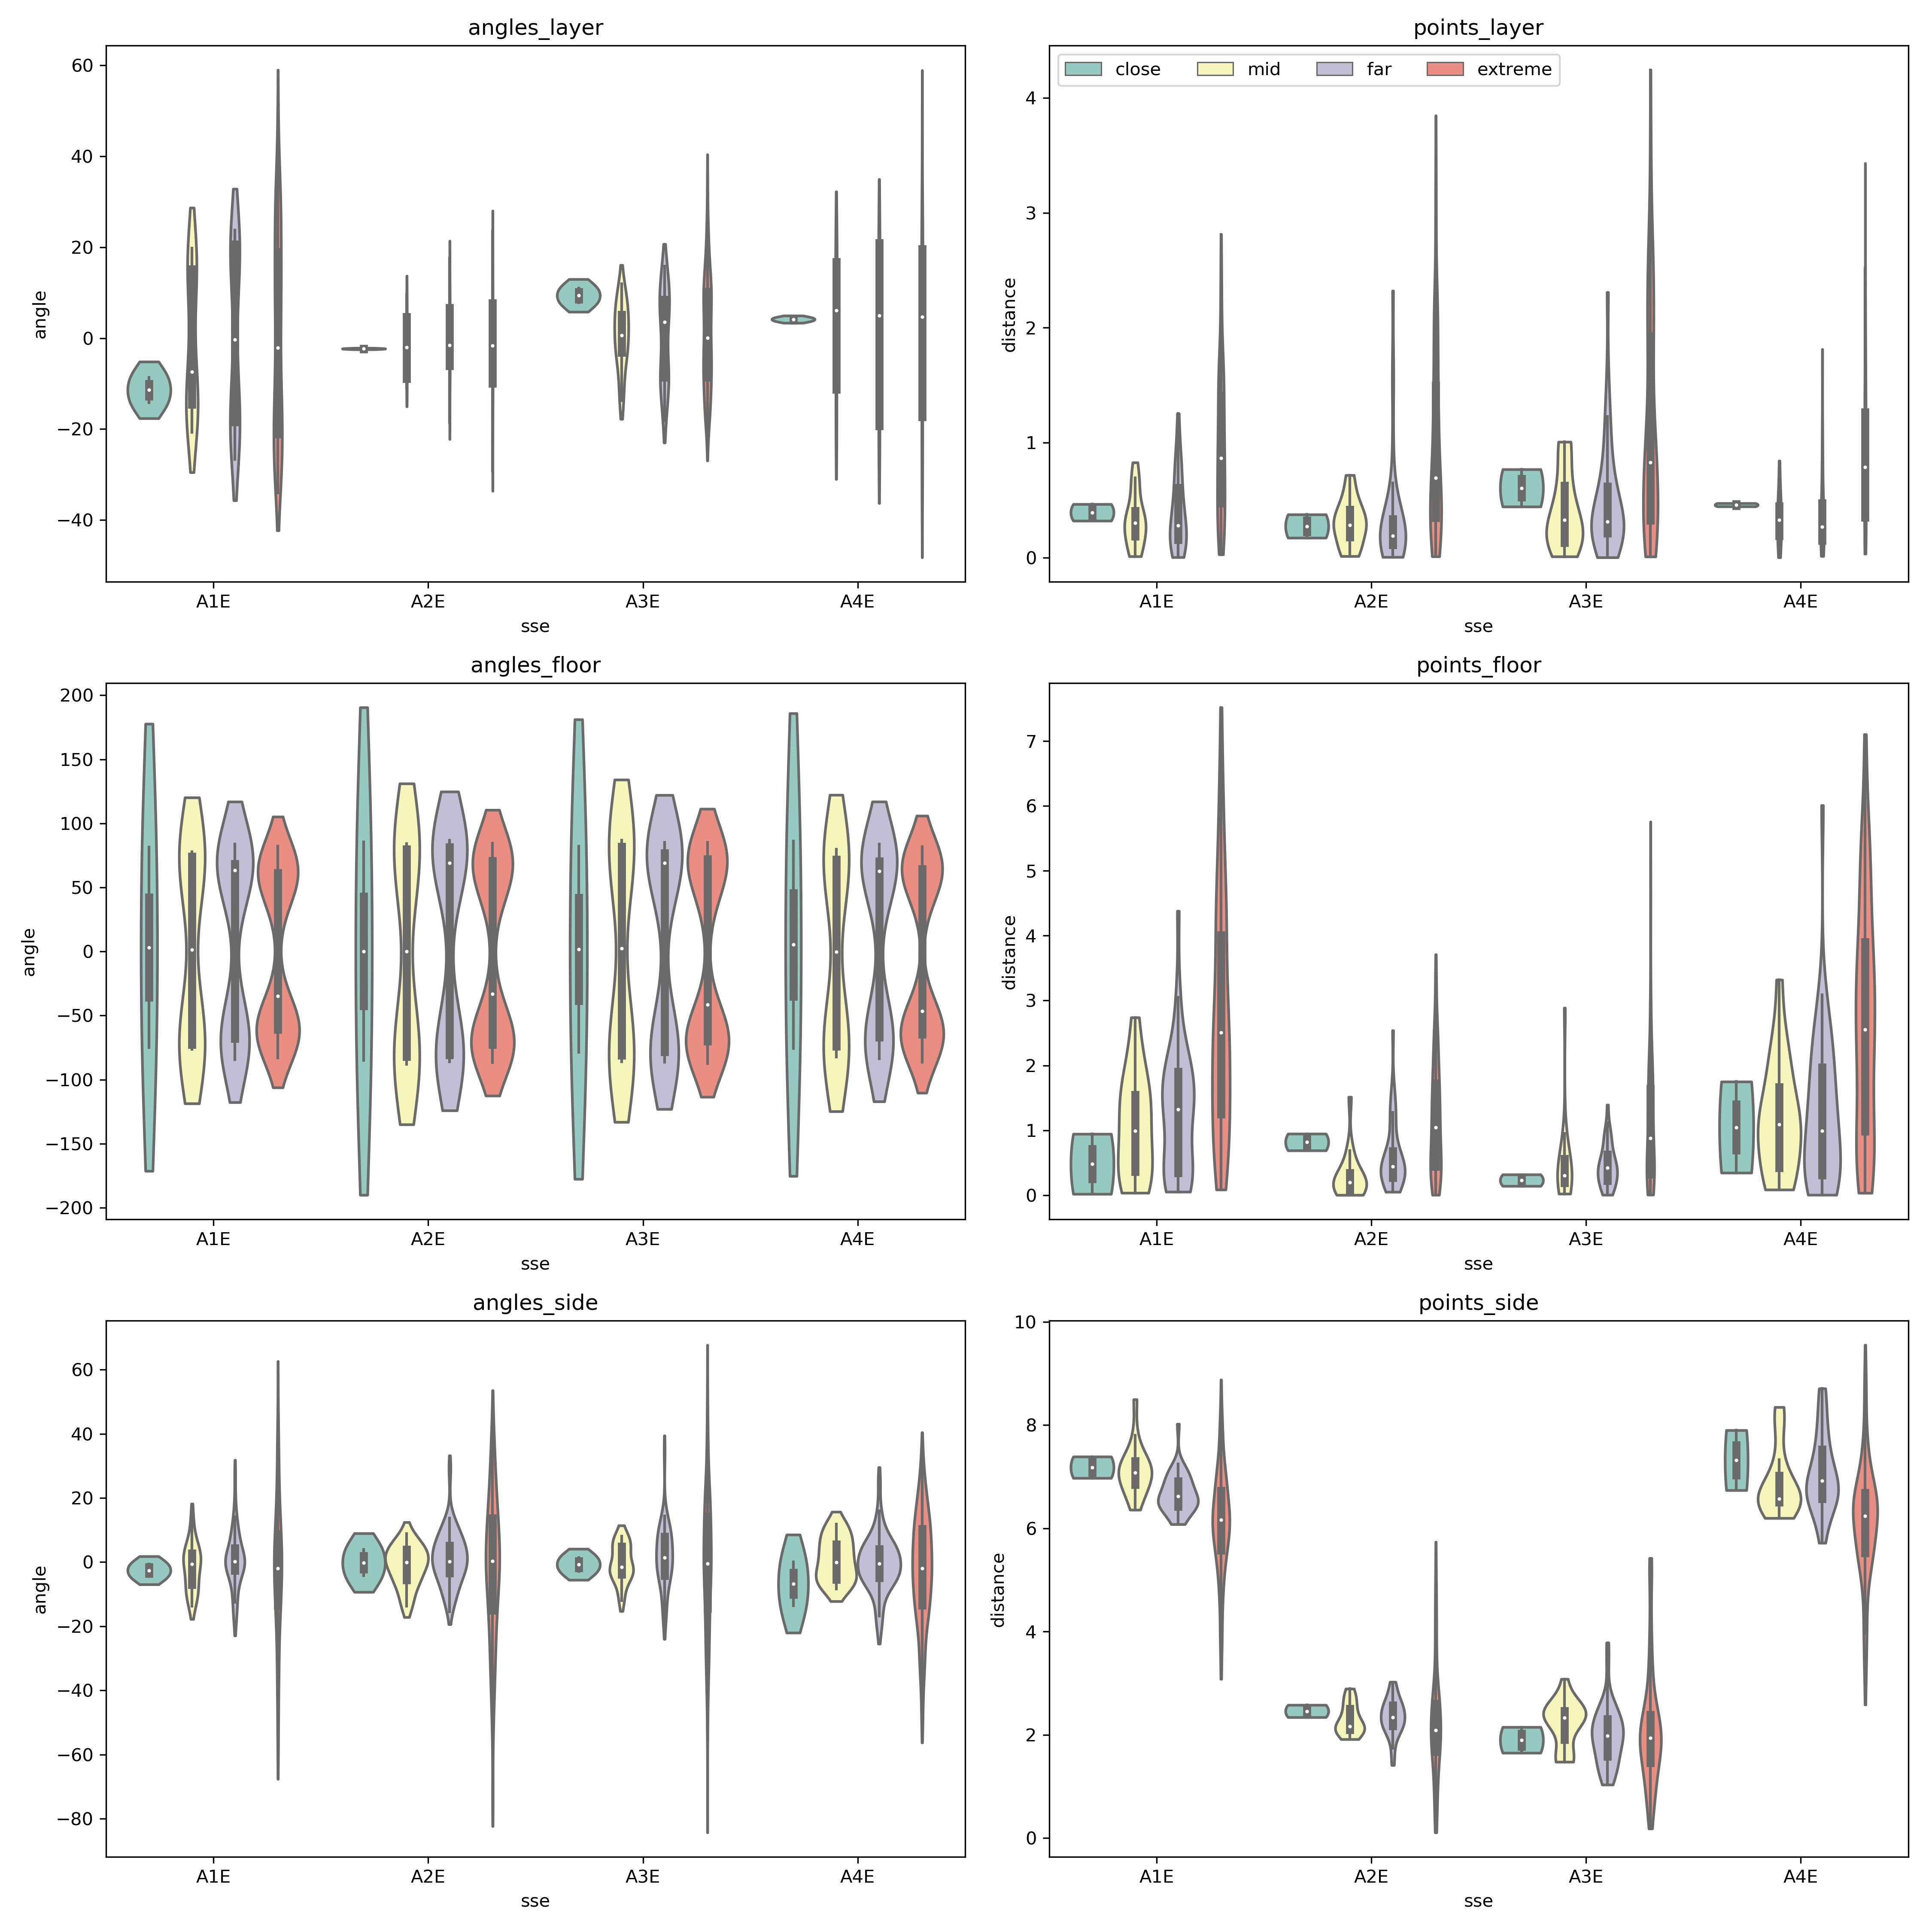 angles_layer
60
40
20
0
−20
−40
angle
A1E A2E A3E A4E
sse
points_layer
close mid far extreme
4
3
2
1
0
distance
A1E A2E A3E A4E
sse
angles_floor
200
150
100
50
0
−50
−100
−150
−200
angle
A1E A2E A3E A4E
sse
points_floor
7
6
5
4
3
2
1
0
distance
A1E A2E A3E A4E
sse
angles_side
60
40
20
0
−20
−40
−60
−80
angle
A1E A2E A3E A4E
sse
points_side
10
8
6
4
2
0
distance
A1E A2E A3E A4E
sse